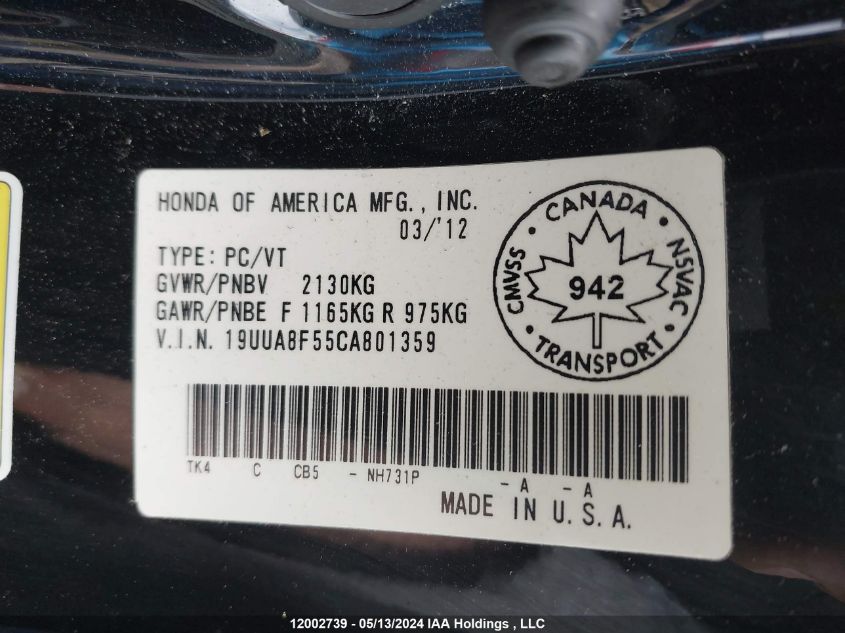 HONDA OF AMERICA MFG., INC.
03/'12
TYPE: PC/VT
GVWR/PNBV 2130KG
GAWR/PNBE F 1165KG R 975KG
V.I.N. 19UUA8F55CA801359
CANADA
CMVSS
942
NSVAC
TRANSPORT
TK4 C CB5 - NH731P - A - A
MADE IN U.S.A.
12002739 - 05/13/2024 IAA Holdings , LLC